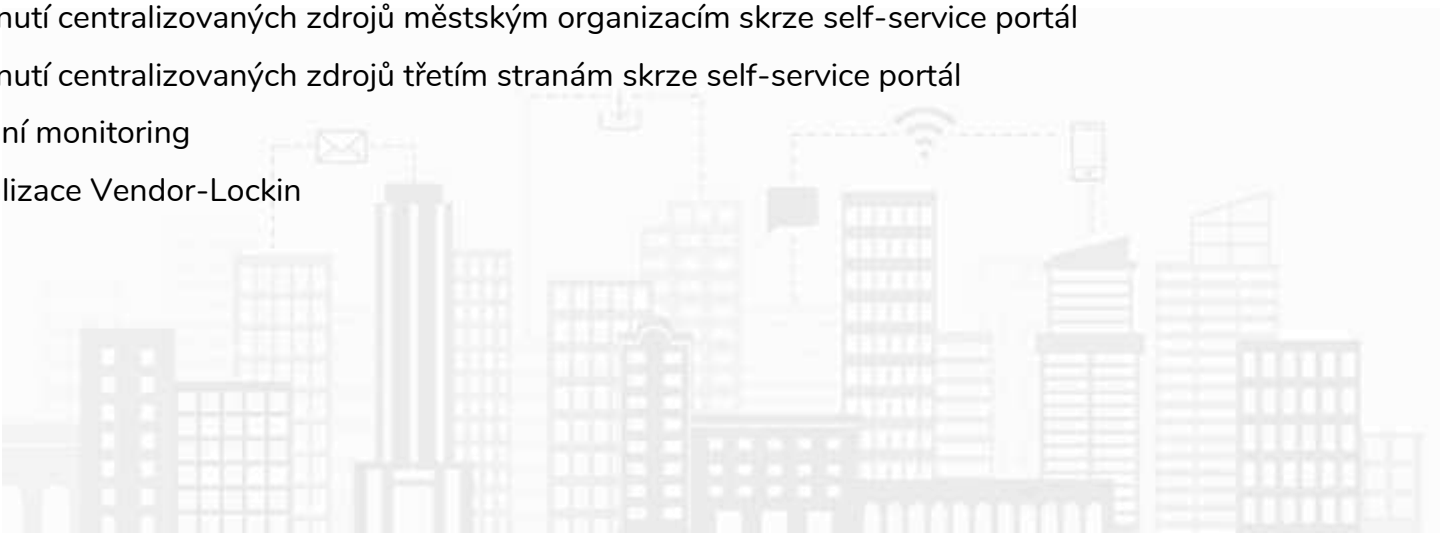 nutí centralizovaných zdrojů městským organizacím skrze self-service portál
nutí centralizovaných zdrojů třetím stranám skrze self-service portál
ní monitoring
lizace Vendor-Lockin